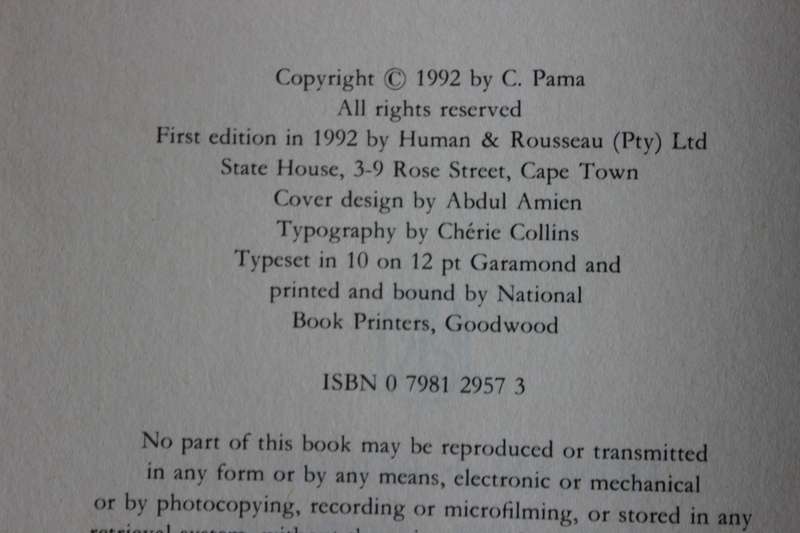 Copyright © 1992 by C. Pama
All rights reserved
First edition in 1992 by Human & Rousseau (Pty) Ltd
State House, 3-9 Rose Street, Cape Town
Cover design by Abdul Amien
Typography by Chérie Collins
Typeset in 10 on 12 pt Garamond and
printed and bound by National
Book Printers, Goodwood
ISBN 0 7981 2957 3
No part of this book may be reproduced or transmitted
in any form or by any means, electronic or mechanical
or by photocopying, recording or microfilming, or stored in any
retrieval system, without